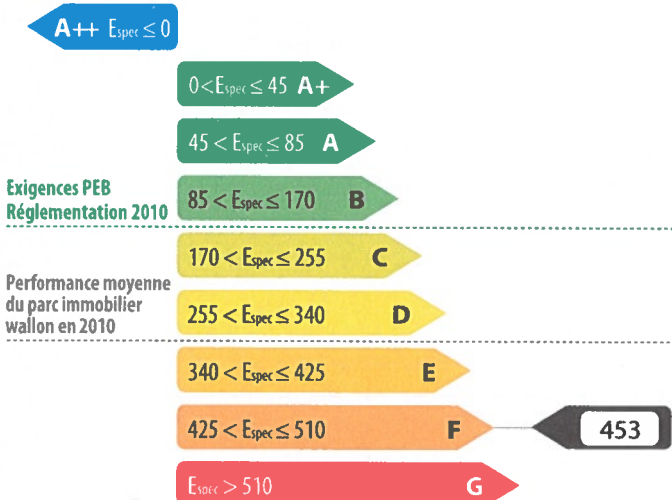 A++ Espec ≤ 0
0 < Espec ≤ 45 A+
45 < Espec ≤ 85 A
Exigences PEB
Réglementation 2010
85 < Espec ≤ 170 B
170 < Espec ≤ 255 C
Performance moyenne
du parc immobilier
wallon en 2010
255 < Espec ≤ 340 D
340 < Espec ≤ 425 E
425 < Espec ≤ 510 F
453
Espec > 510 G